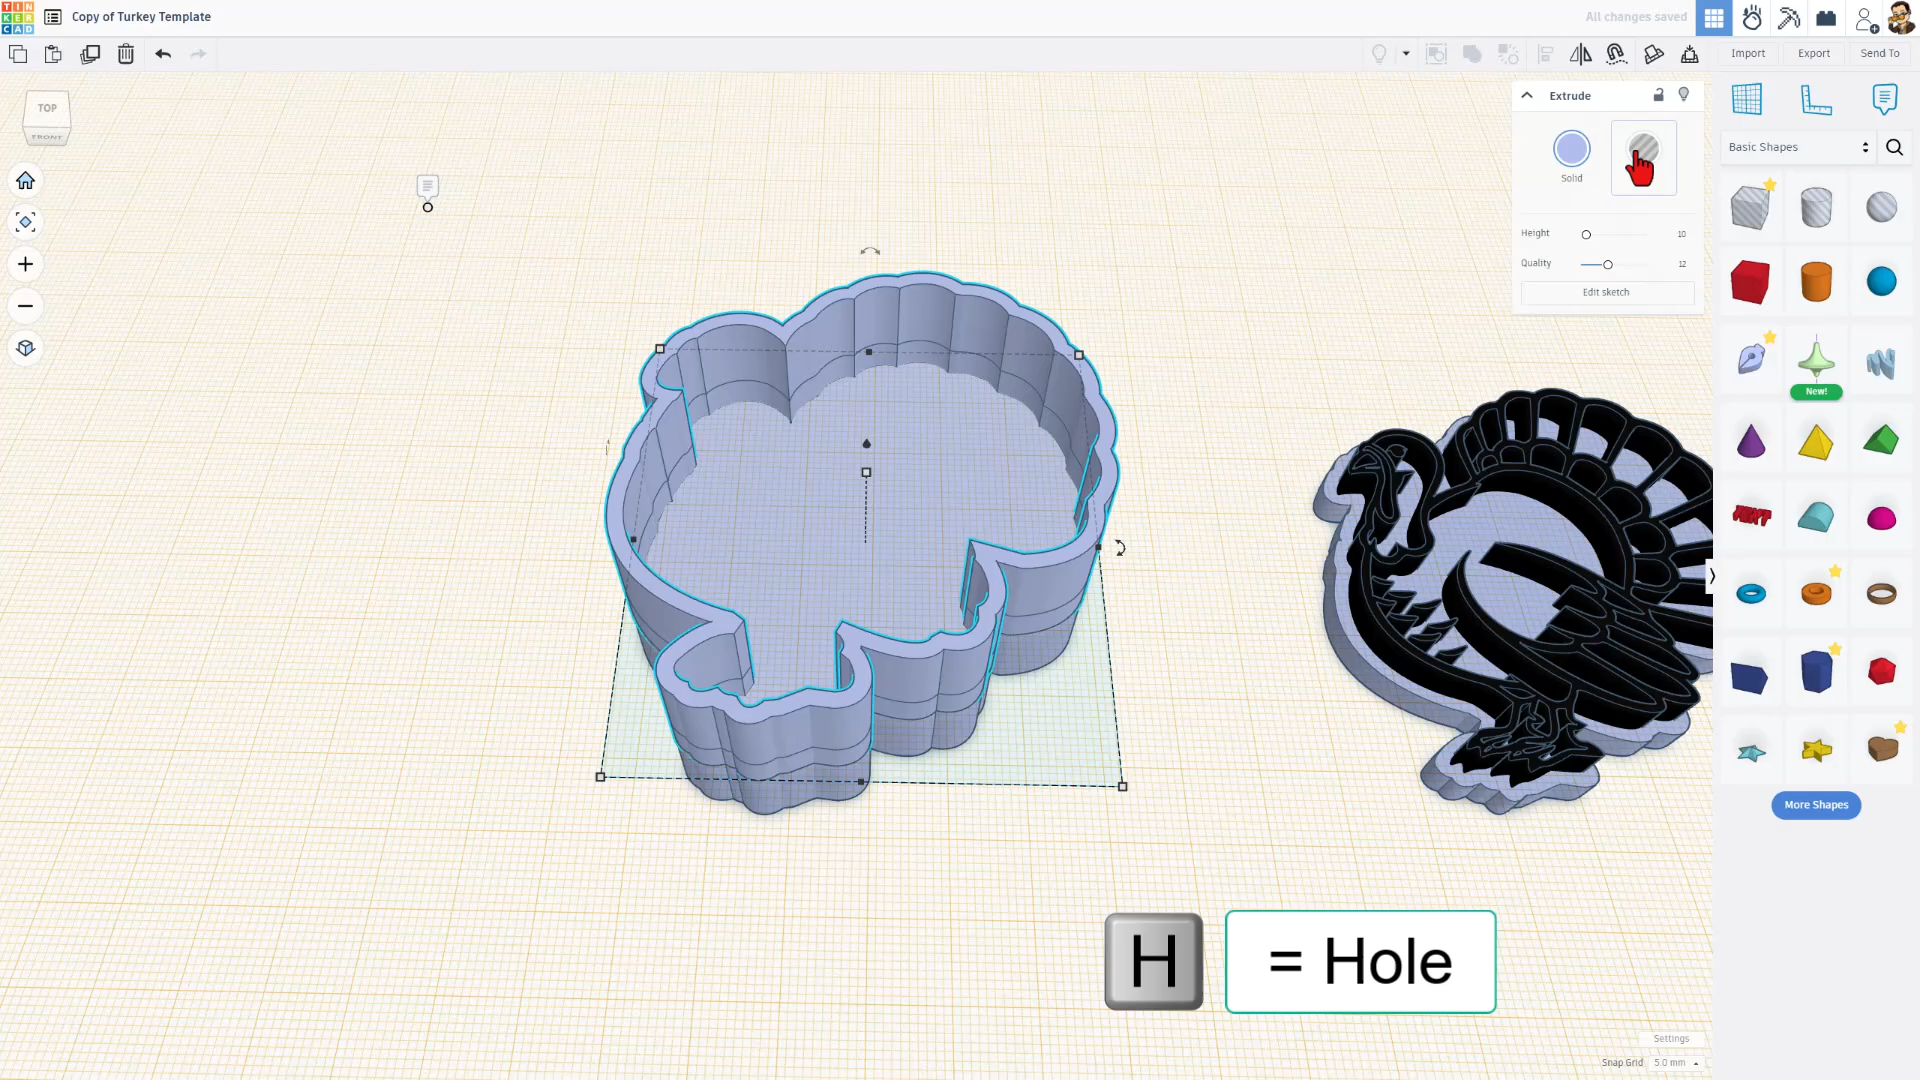 TIN
KER
CAD
Copy of Turkey Template
All changes saved
Import
Export
Send To
TOP
FRONT
Extrude
Solid
Height
10
Quality
12
Edit sketch
Basic Shapes
New!
TEXT
More Shapes
H
= Hole
Settings
Snap Grid 5.0 mm